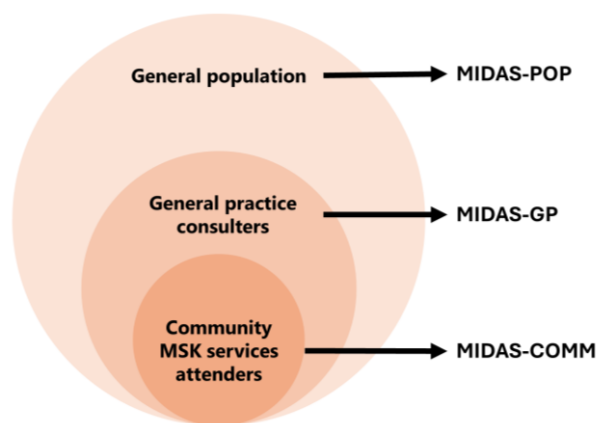 General population
MIDAS-POP
General practice
consulters
MIDAS-GP
Community
MSK services
attenders
MIDAS-COMM